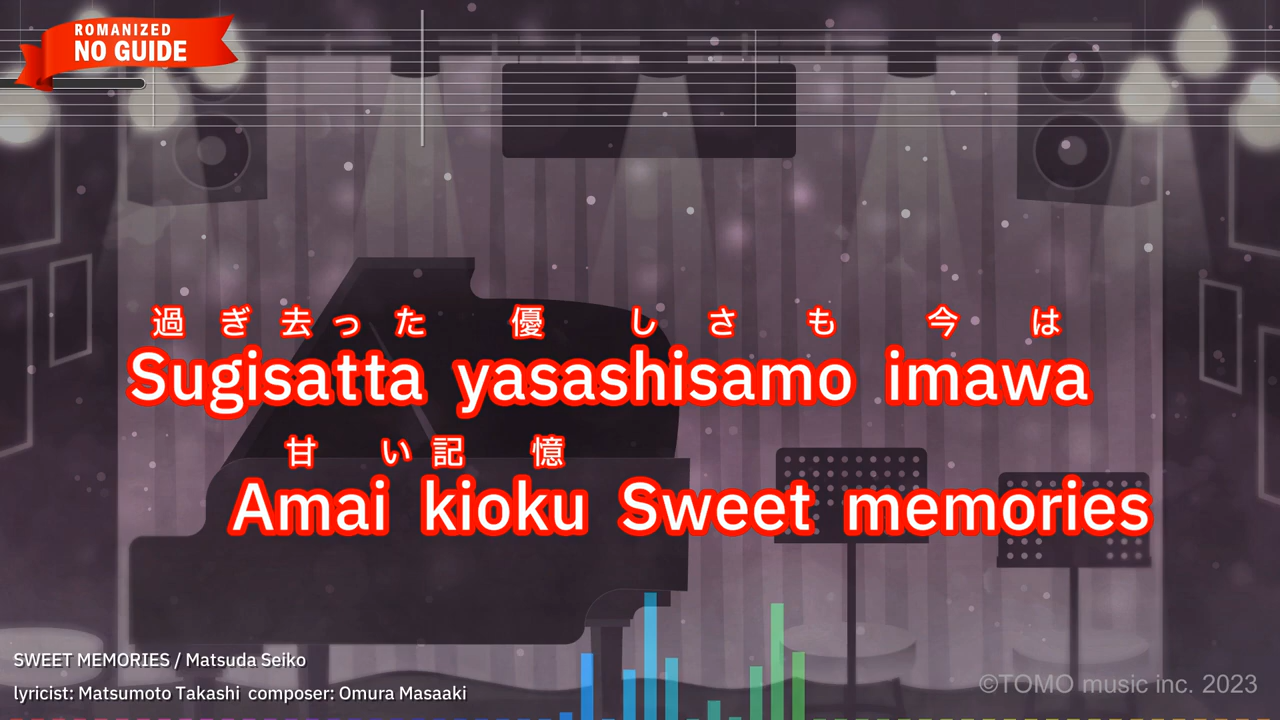 ROMANIZED
NO GUIDE
過ぎ去った 優しさも 今は
Sugisatta yasashisamo imawa
甘い記憶
Amai kioku Sweet memories
SWEET MEMORIES / Matsuda Seiko
lyricist: Matsumoto Takashi composer: Omura Masaaki
©TOMO music inc. 2023